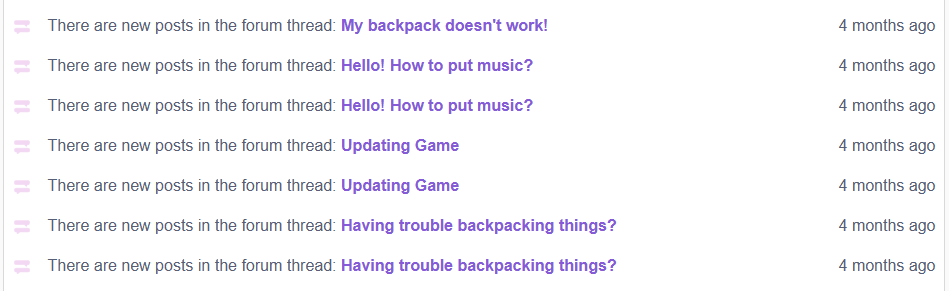 There are new posts in the forum thread: My backpack doesn't work! 4 months ago
There are new posts in the forum thread: Hello! How to put music? 4 months ago
There are new posts in the forum thread: Hello! How to put music? 4 months ago
There are new posts in the forum thread: Updating Game 4 months ago
There are new posts in the forum thread: Updating Game 4 months ago
There are new posts in the forum thread: Having trouble backpacking things? 4 months ago
There are new posts in the forum thread: Having trouble backpacking things? 4 months ago